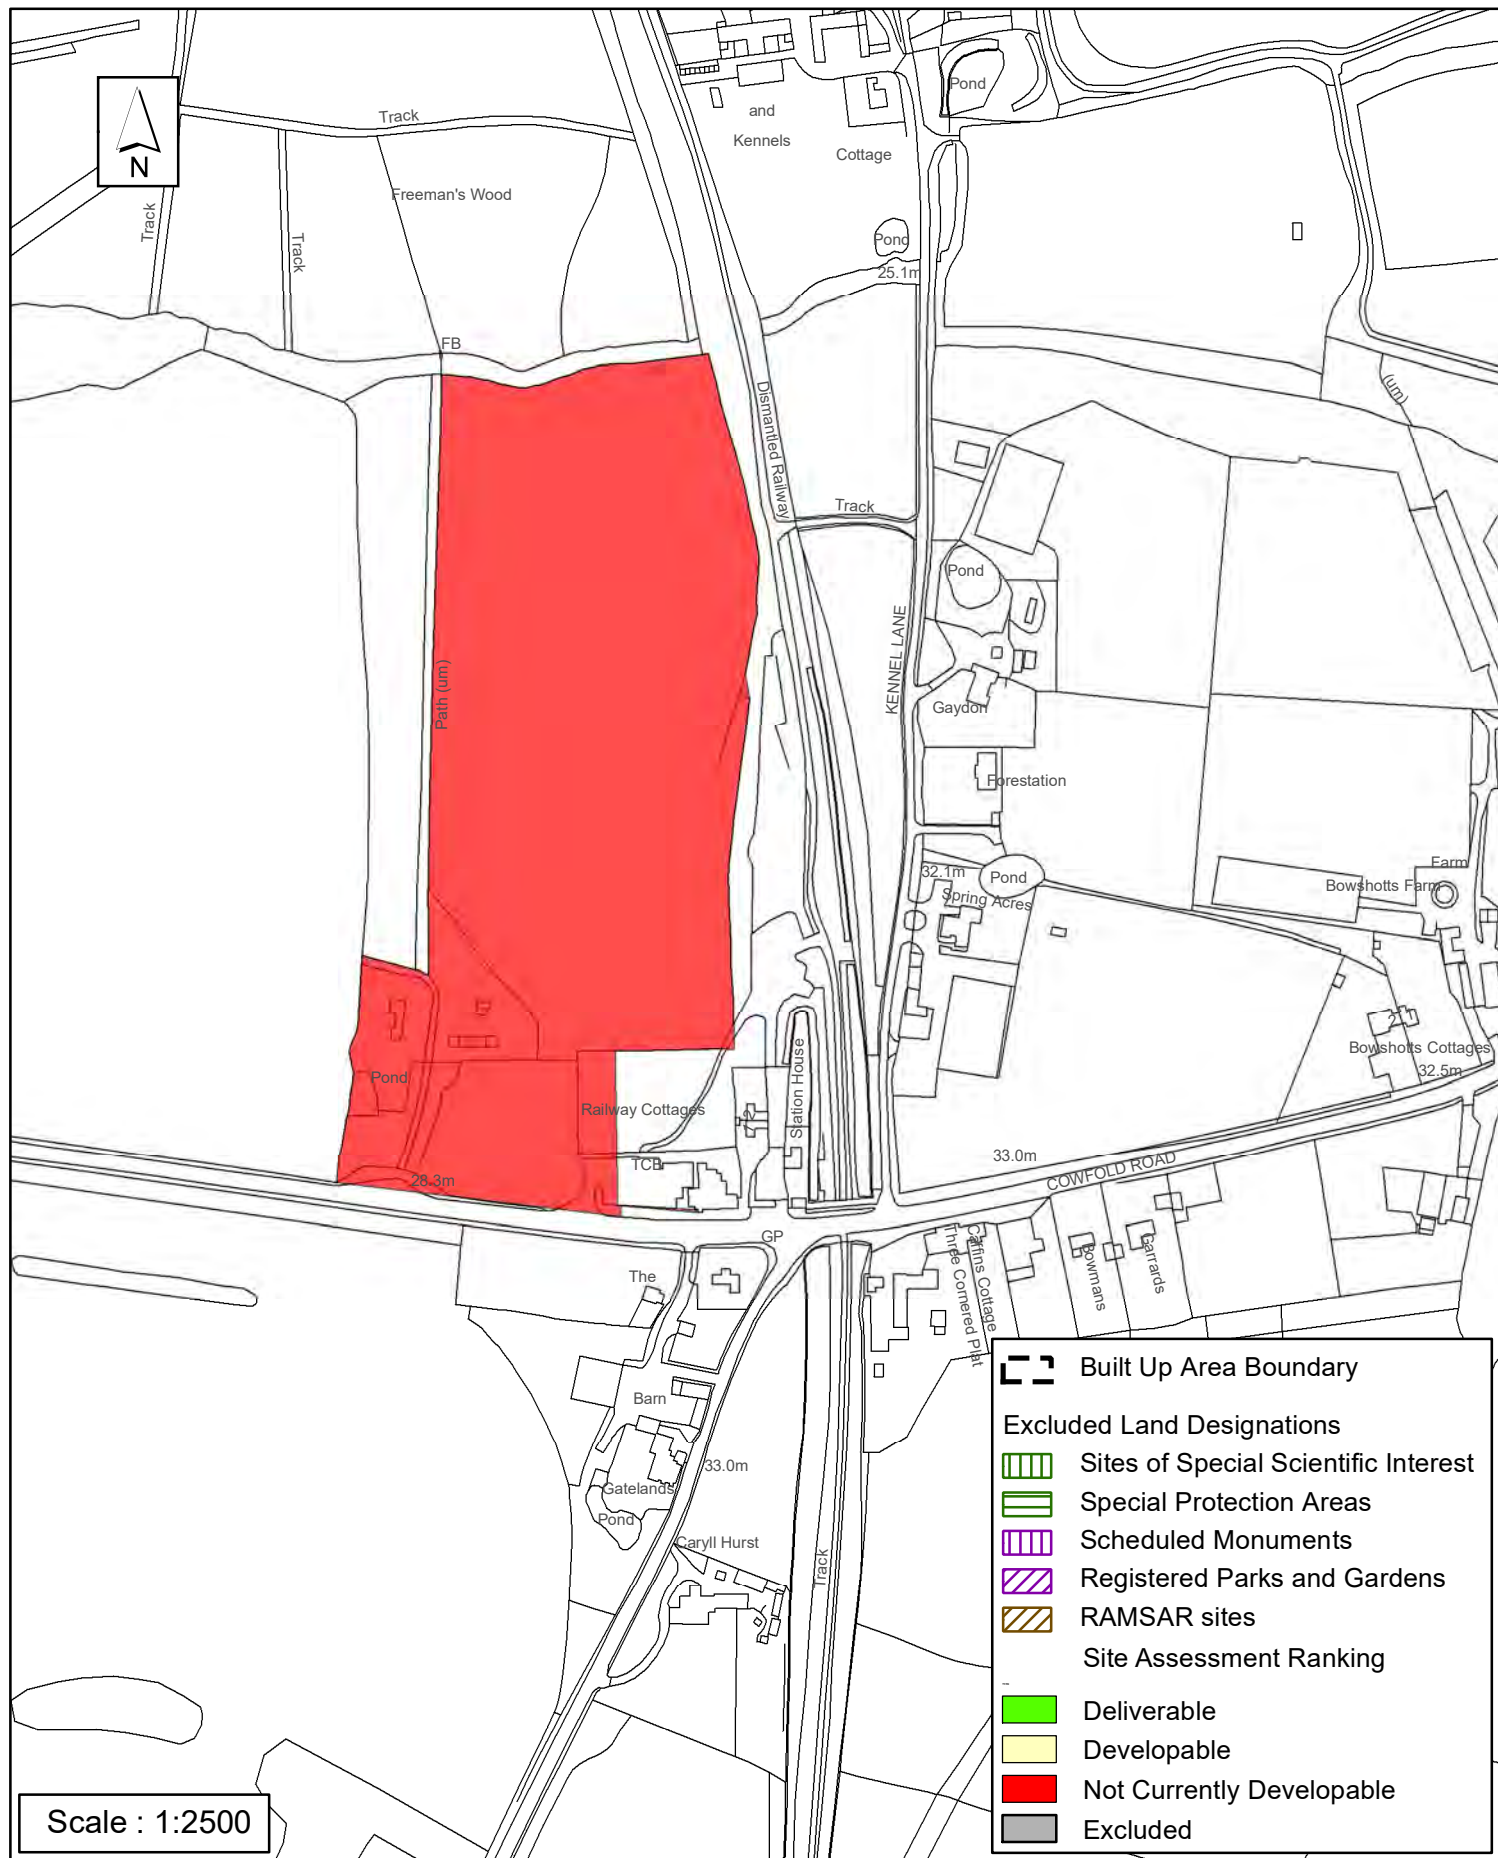 Pond
and
Kennels
Cottage
Track
N
Freeman's Wood
Track
Track
Pond
25.1m
FB
Dismantled Railway
(um)
Track
Pond
KENNEL LANE
Path (um)
Gaydon
Forestation
Farm
32.1m
Pond
Bowshotts Farm
Spring Acres
2
1
Station House
Bowshotts Cottages
32.5m
Pond
Railway Cottages
2
33.0m
TCB
COWFOLD ROAD
28.3m
GP
Caffins Cottage
Three Cornered Plat
Bowmans
Garrards
The
Barn
33.0m
Gatelands
Pond
Caryll Hurst
Track
Built Up Area Boundary
Excluded Land Designations
Sites of Special Scientific Interest
Special Protection Areas
Scheduled Monuments
Registered Parks and Gardens
RAMSAR sites
Site Assessment Ranking
Deliverable
Developable
Not Currently Developable
Excluded
Scale : 1:2500